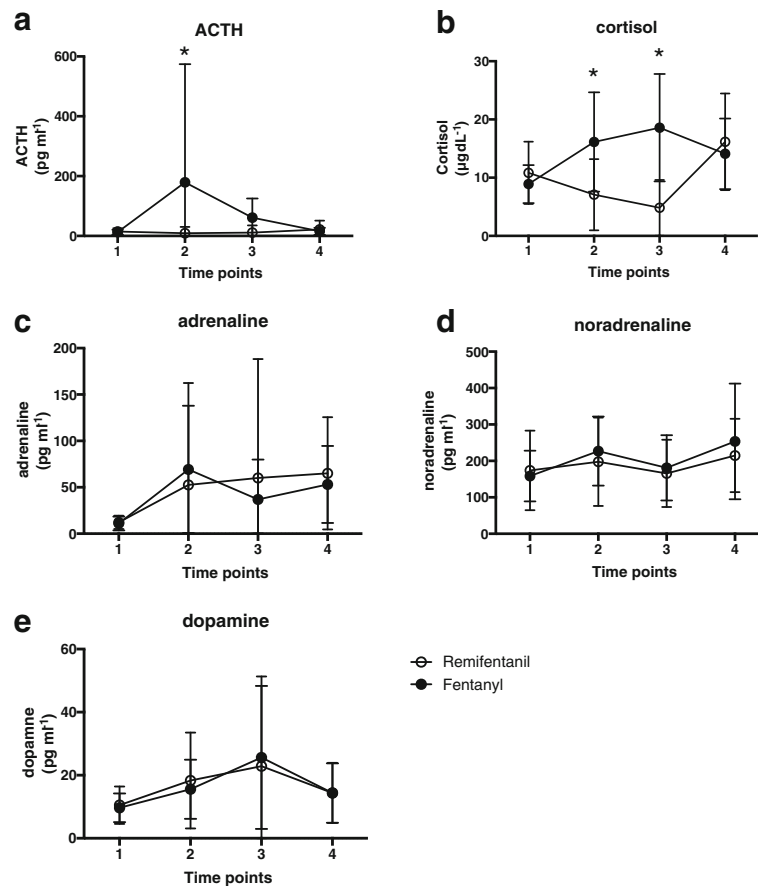 a
ACTH
600
400
200
0
ACTH
(pg ml-1)
*
1 2 3 4
Time points
b
cortisol
30
20
10
0
Cortisol
(µgdL-1)
* *
1 2 3 4
Time points
c
adrenaline
200
150
100
50
0
adrenaline
(pg ml-1)
1 2 3 4
Time points
d
noradrenaline
500
400
300
200
100
0
noradrenaline
(pg ml-1)
1 2 3 4
Time points
e
dopamine
60
40
20
0
dopamne
(pg ml-1)
1 2 3 4
Time points
Remifentanil
Fentanyl